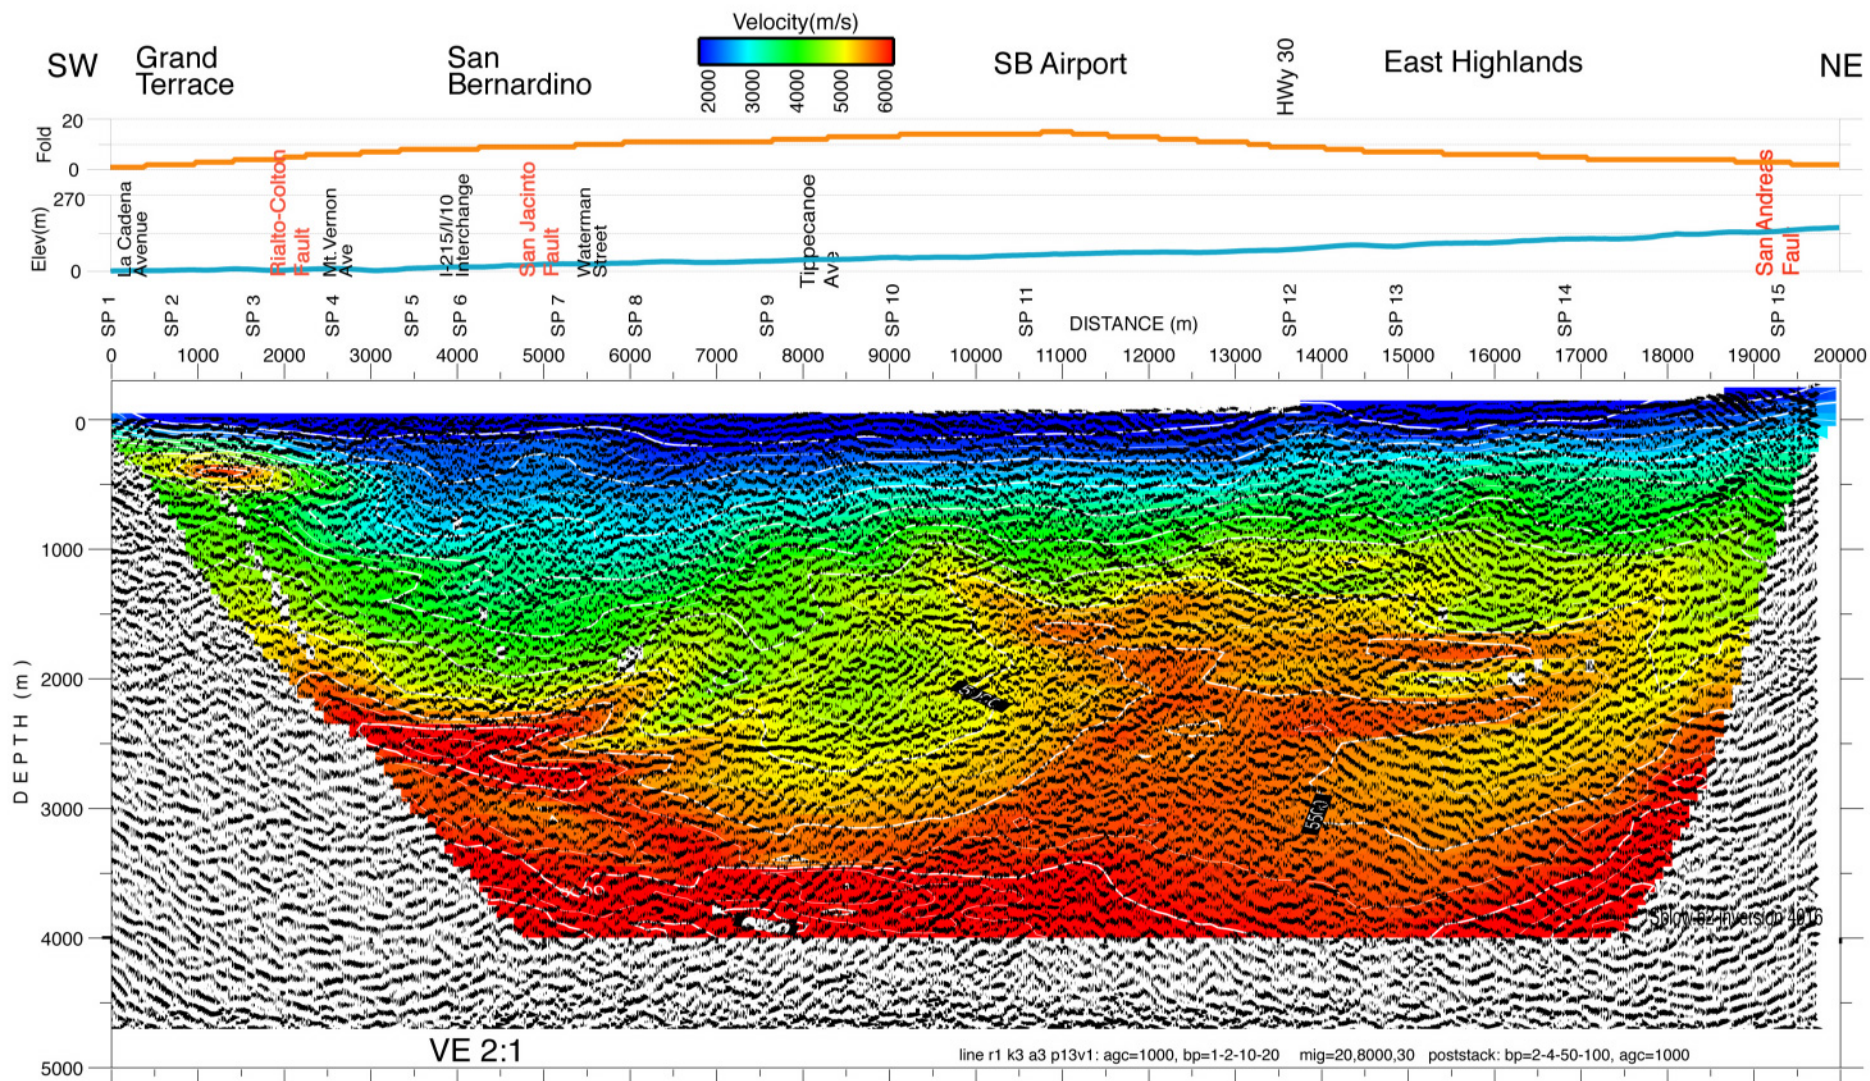 Velocity(m/s)
2000 3000 4000 5000 6000
SW
Grand
Terrace
San
Bernardino
SB Airport
HWy 30
East Highlands
NE
Fold
20
0
Elev(m)
270
0
La Cadena
Avenue
Rialto-Colton
Fault
Mt.Vernon
Ave
I-215/I/10
Interchange
San Jacinto
Fault
Waterman
Street
Tippecanoe
Ave
San Andreas
Faul
SP 1 SP 2 SP 3 SP 4 SP 5 SP 6 SP 7 SP 8 SP 9 SP 10 SP 11 SP 12 SP 13 SP 14 SP 15
DISTANCE (m)
0 1000 2000 3000 4000 5000 6000 7000 8000 9000 10000 11000 12000 13000 14000 15000 16000 17000 18000 19000 20000
DEPTH (m)
0
1000
2000
3000
4000
5000
5500
inversion 4016
VE 2:1
line r1 k3 a3 p13v1: agc=1000, bp=1-2-10-20 mig=20,8000,30 poststack: bp=2-4-50-100, agc=1000